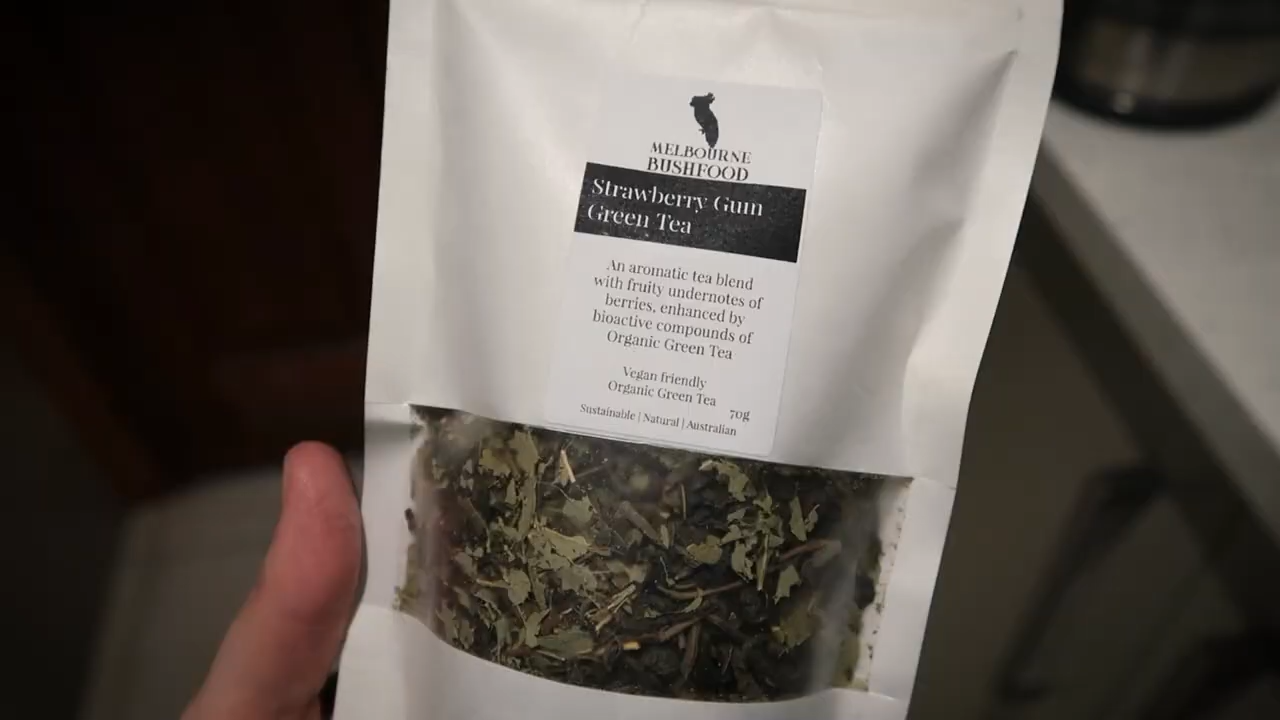 MELBOURNE
BUSHFOOD
Strawberry Gum
Green Tea
An aromatic tea blend
with fruity undernotes of
berries, enhanced by
bioactive compounds of
Organic Green Tea
Vegan friendly
Organic Green Tea
70g
Sustainable | Natural | Australian